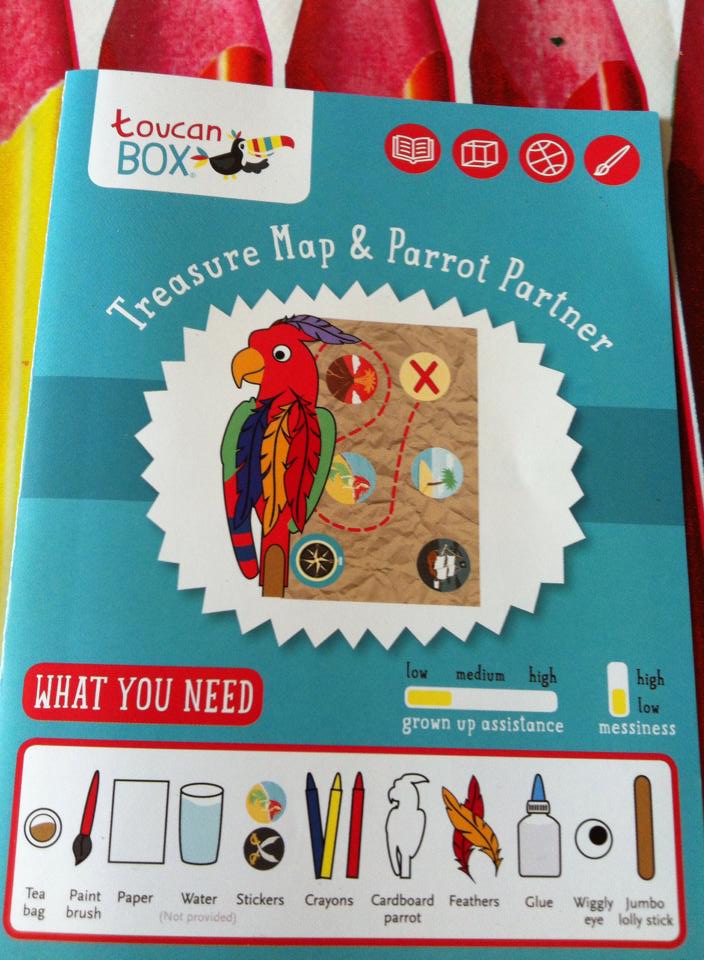 toucan
BOX®
Treasure Map & Parrot Partner
X
WHAT YOU NEED
low medium high
grown up assistance
high
low
messiness
Tea bag
Paint brush
Paper
Water
(Not provided)
Stickers
Crayons
Cardboard parrot
Feathers
Glue
Wiggly eye
Jumbo lolly stick